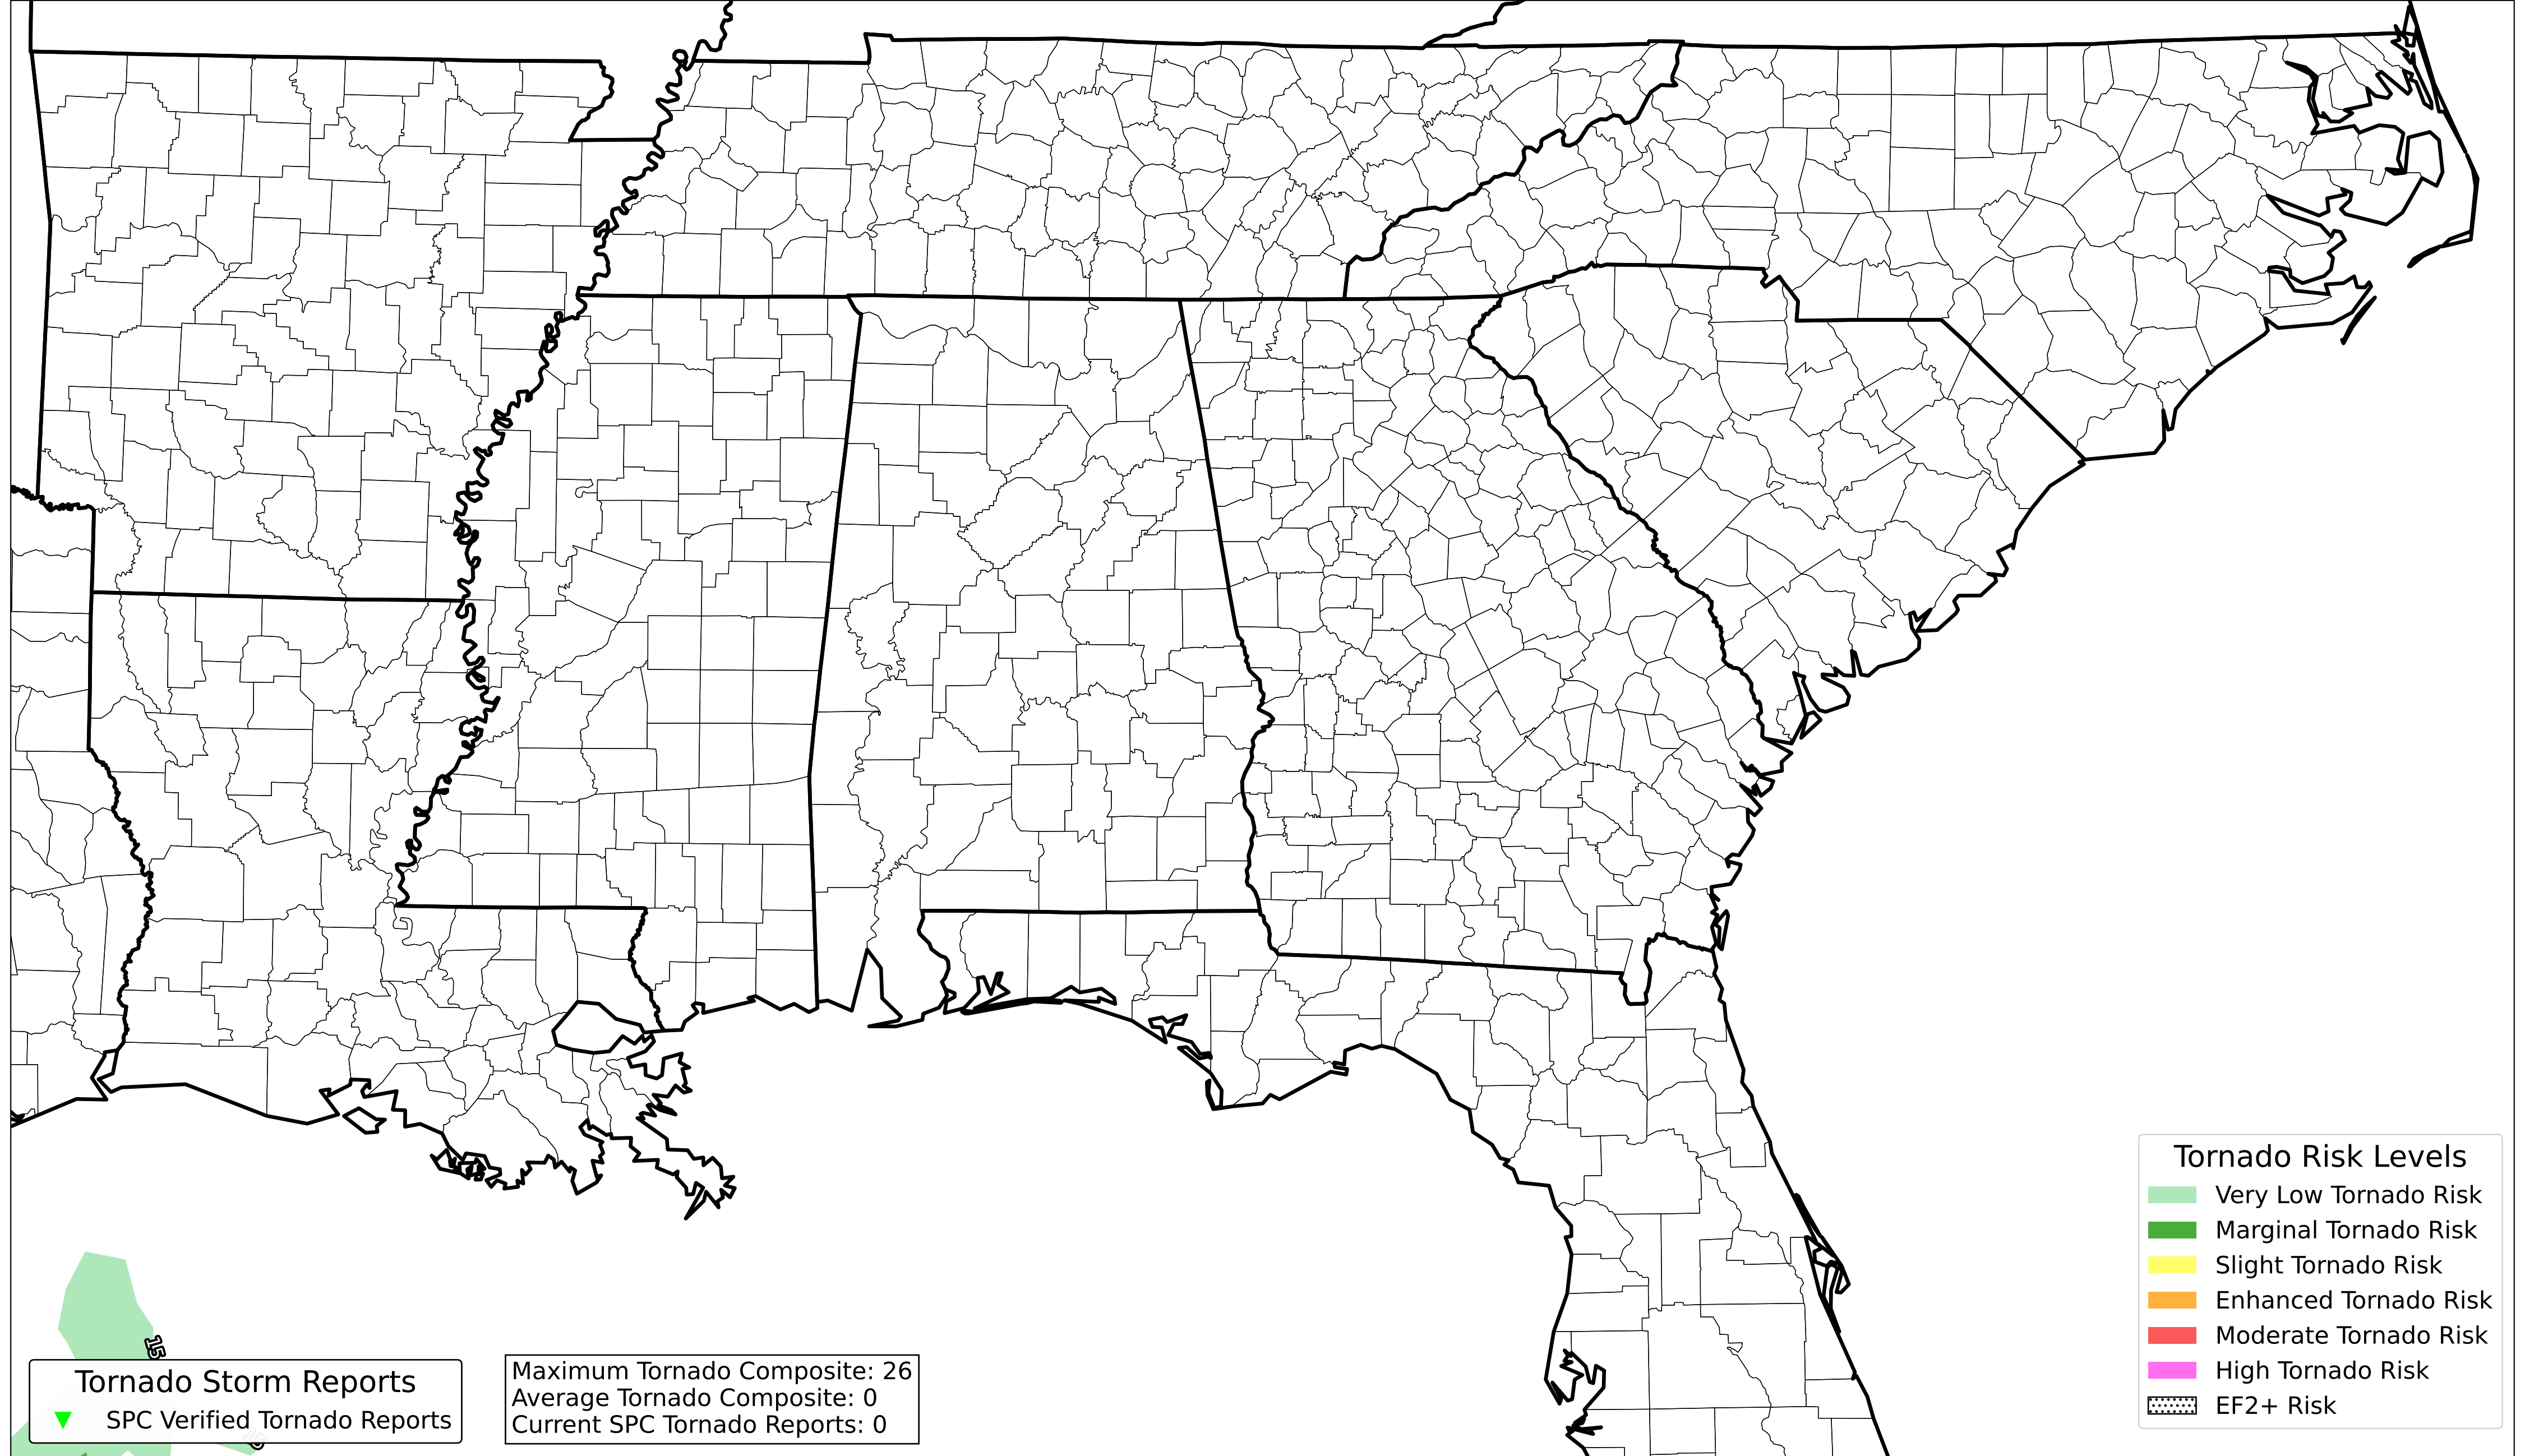 15
Tornado Storm Reports
SPC Verified Tornado Reports
Maximum Tornado Composite: 26
Average Tornado Composite: 0
Current SPC Tornado Reports: 0
Tornado Risk Levels
Very Low Tornado Risk
Marginal Tornado Risk
Slight Tornado Risk
Enhanced Tornado Risk
Moderate Tornado Risk
High Tornado Risk
EF2+ Risk